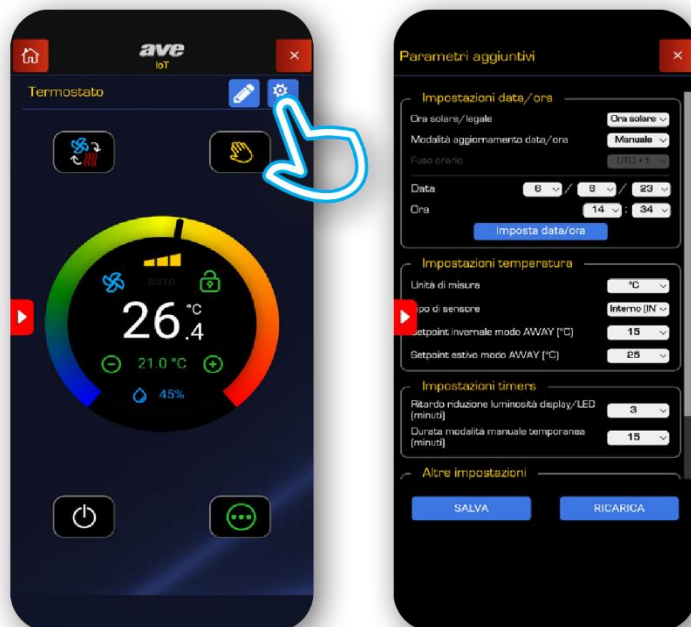 ave
IoT
Termostato
AUTO
26.4 °C
21.0 °C
45%
Parametri aggiuntivi
Impostazioni data/ora
Ora solare/legale Ora solare
Modalità aggiornamento data/ora Manuale
Fuso orario UTC +1
Data 6 / 6 / 23
Ora 14 : 34
Imposta data/ora
Impostazioni temperatura
Unità di misura °C
di sensore Interno (IN
Setpoint invernale modo AWAY (°C) 15
Setpoint estivo modo AWAY (°C) 25
Impostazioni timers
Ritardo riduzione luminosità display/LED
(minuti) 3
Durata modalità manuale temporanea
(minuti) 15
Altre impostazioni
SALVA RICARICA